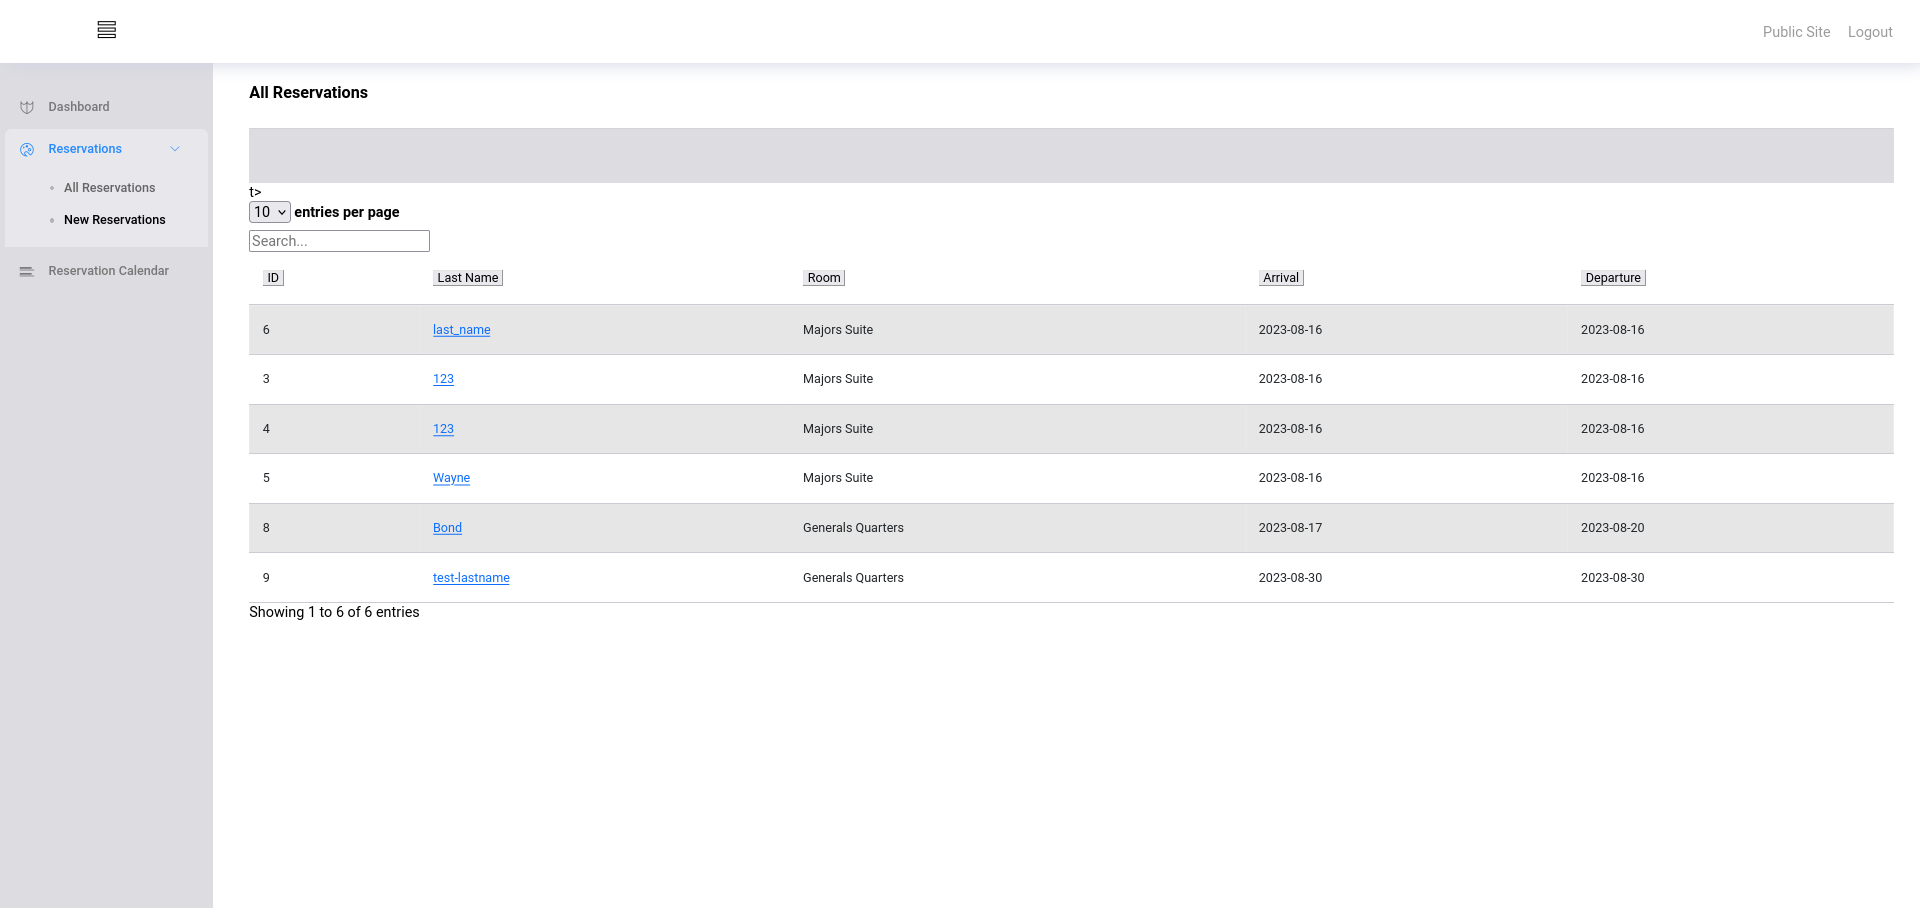 Public Site Logout
Dashboard
Reservations
All Reservations
New Reservations
Reservation Calendar
All Reservations
t>
10 entries per page
Search...
ID Last Name Room Arrival Departure
6 last_name Majors Suite 2023-08-16 2023-08-16
3 123 Majors Suite 2023-08-16 2023-08-16
4 123 Majors Suite 2023-08-16 2023-08-16
5 Wayne Majors Suite 2023-08-16 2023-08-16
8 Bond Generals Quarters 2023-08-17 2023-08-20
9 test-lastname Generals Quarters 2023-08-30 2023-08-30
Showing 1 to 6 of 6 entries